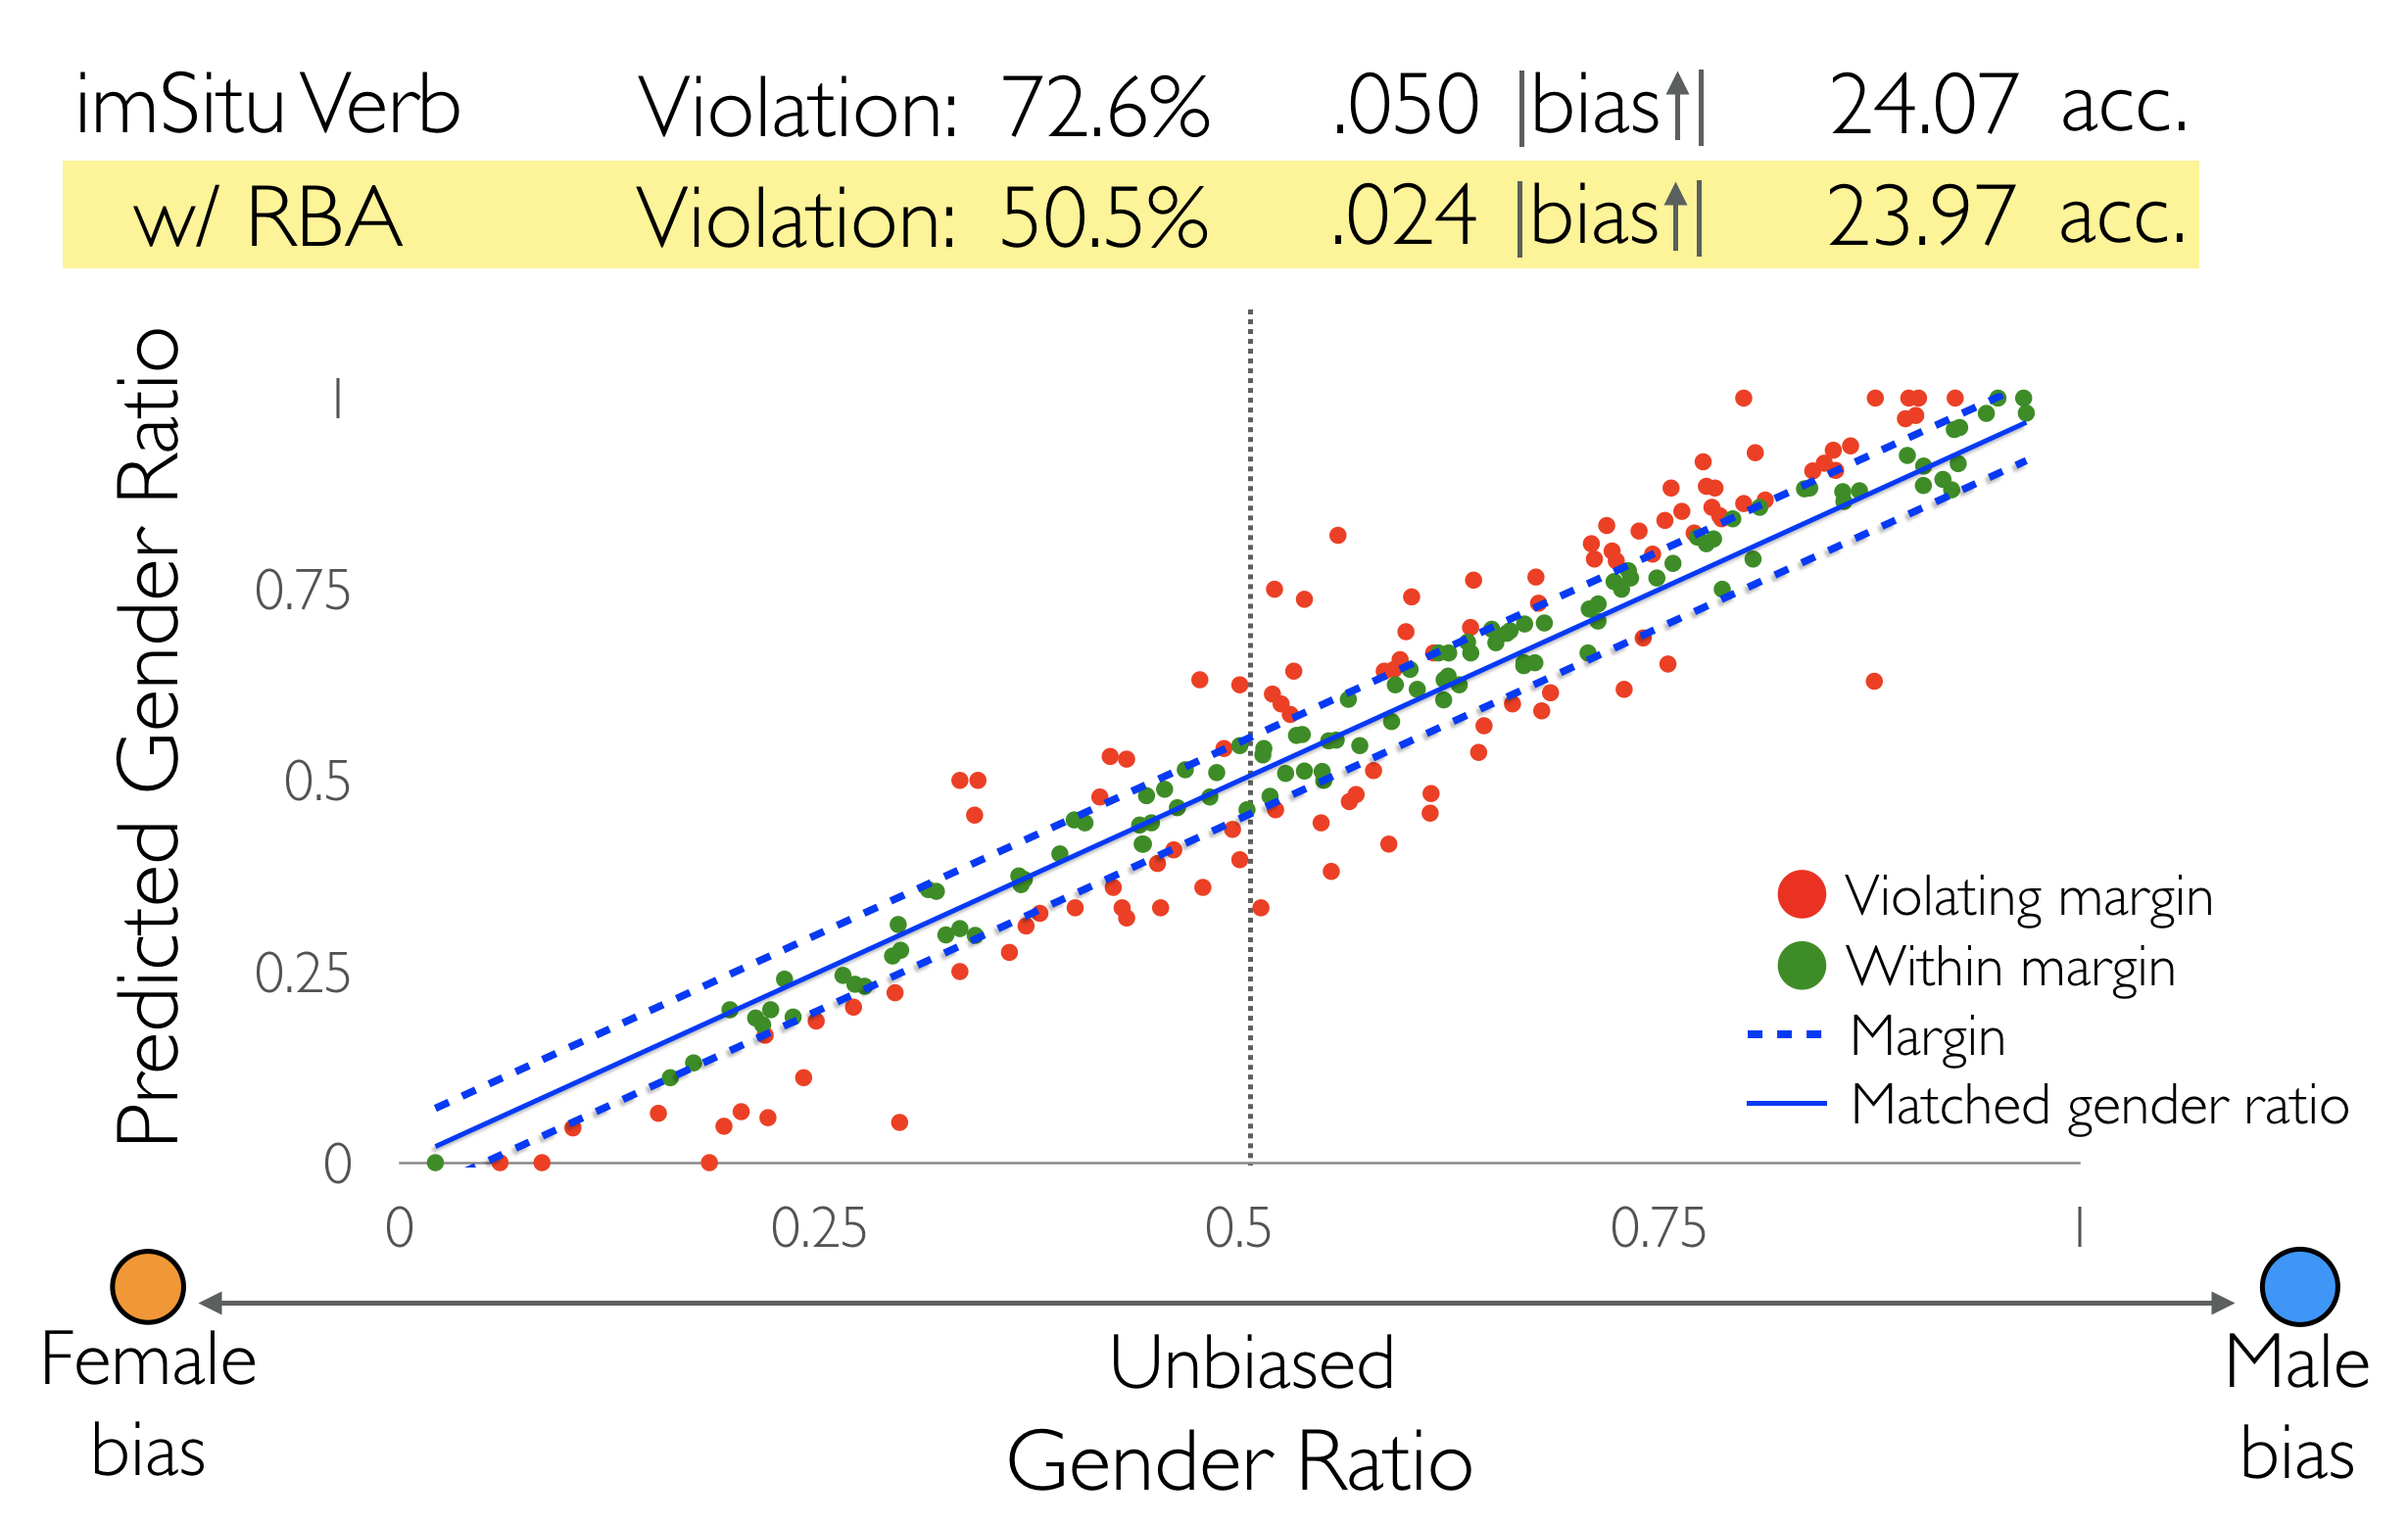 imSitu Verb Violation: 72.6% .050 |bias↑| 24.07 acc.
w/ RBA Violation: 50.5% .024 |bias↑| 23.97 acc.
Predicted Gender Ratio
1
0.75
0.5
0.25
0
Violating margin
Within margin
Margin
Matched gender ratio
0 0.25 0.5 0.75 1
Female bias
Unbiased
Male bias
Gender Ratio